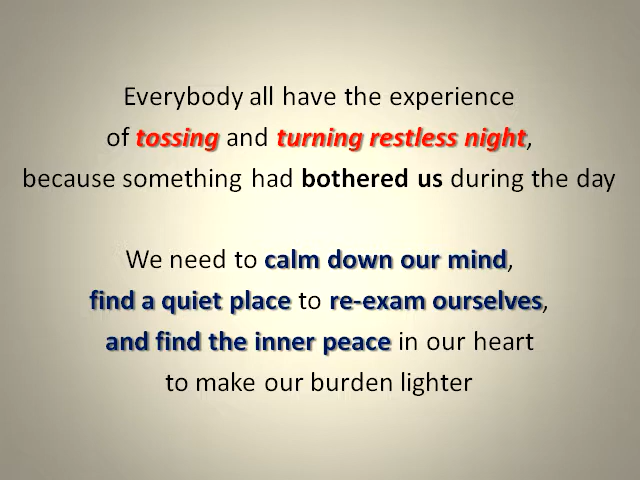 Everybody all have the experience
of tossing and turning restless night,
because something had bothered us during the day
We need to calm down our mind,
find a quiet place to re-exam ourselves,
and find the inner peace in our heart
to make our burden lighter